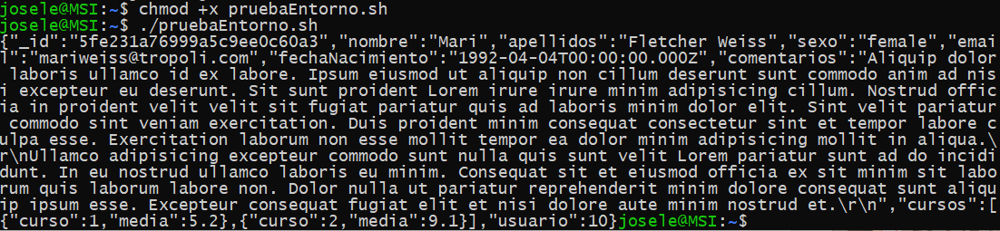 josele@MSI:~$ chmod +x pruebaEntorno.sh
josele@MSI:~$ ./pruebaEntorno.sh
{"_id":"5fe231a76999a5c9ee0c60a3","nombre":"Mari","apellidos":"Fletcher Weiss","sexo":"female","emai
l":"mariweiss@tropoli.com","fechaNacimiento":"1992-04-04T00:00:00.000Z","comentarios":"Aliquip dolor
 laboris ullamco id ex labore. Ipsum eiusmod ut aliquip non cillum deserunt sunt commodo anim ad nis
i excepteur eu deserunt. Sit sunt proident Lorem irure irure minim adipisicing cillum. Nostrud offic
ia in proident velit velit sit fugiat pariatur quis ad laboris minim dolor elit. Sint velit pariatur
 commodo sint veniam exercitation. Duis proident minim consequat consectetur sint et tempor labore c
ulpa esse. Exercitation laborum non esse mollit tempor ea dolor minim adipisicing mollit in aliqua.\
r\nUllamco adipisicing excepteur commodo sunt nulla quis sunt velit Lorem pariatur sunt ad do incidi
dunt. In eu nostrud ullamco laboris eu minim. Consequat sit et eiusmod officia ex sit minim sit labo
rum quis laborum labore non. Dolor nulla ut pariatur reprehenderit minim dolore consequat sunt aliqu
ip ipsum esse. Excepteur consequat fugiat elit et nisi dolore aute minim nostrud et.\r\n","cursos":[
{"curso":1,"media":5.2},{"curso":2,"media":9.1}],"usuario":10}josele@MSI:~$